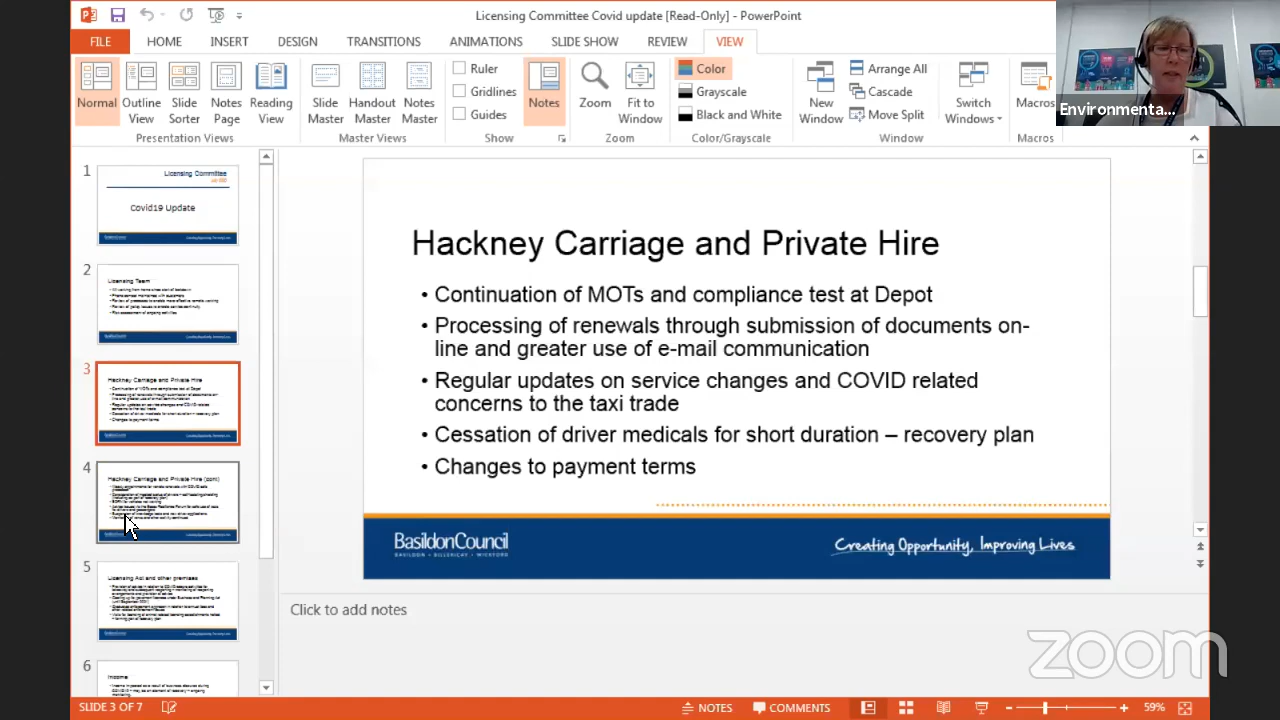 Licensing Committee Covid update [Read-Only] - PowerPoint
FILE HOME INSERT DESIGN TRANSITIONS ANIMATIONS SLIDE SHOW REVIEW VIEW
Normal Outline View Slide Sorter Notes Page Reading View
Presentation Views
Slide Master Handout Master Notes Master
Master Views
Ruler
Gridlines
Guides
Show
Notes
Zoom Fit to Window
Zoom
Color
Grayscale
Black and White
Color/Grayscale
New Window
Arrange All
Cascade
Move Split
Window
Switch Windows
Macros
Macros
Environmenta...
1
Licensing Committee
Covid19 Update
2
Licensing Team
3
Hackney Carriage and Private Hire
4
Hackney Carriage and Private Hire (cont)
5
Licensing Act and other premises
6
Income
Hackney Carriage and Private Hire
• Continuation of MOTs and compliance test at Depot
• Processing of renewals through submission of documents on-
line and greater use of e-mail communication
• Regular updates on service changes and COVID related
concerns to the taxi trade
• Cessation of driver medicals for short duration – recovery plan
• Changes to payment terms
BasildonCouncil
BASILDON • BILLERICAY • WICKFORD
Creating Opportunity, Improving Lives
Click to add notes
zoom
SLIDE 3 OF 7
NOTES COMMENTS 59%